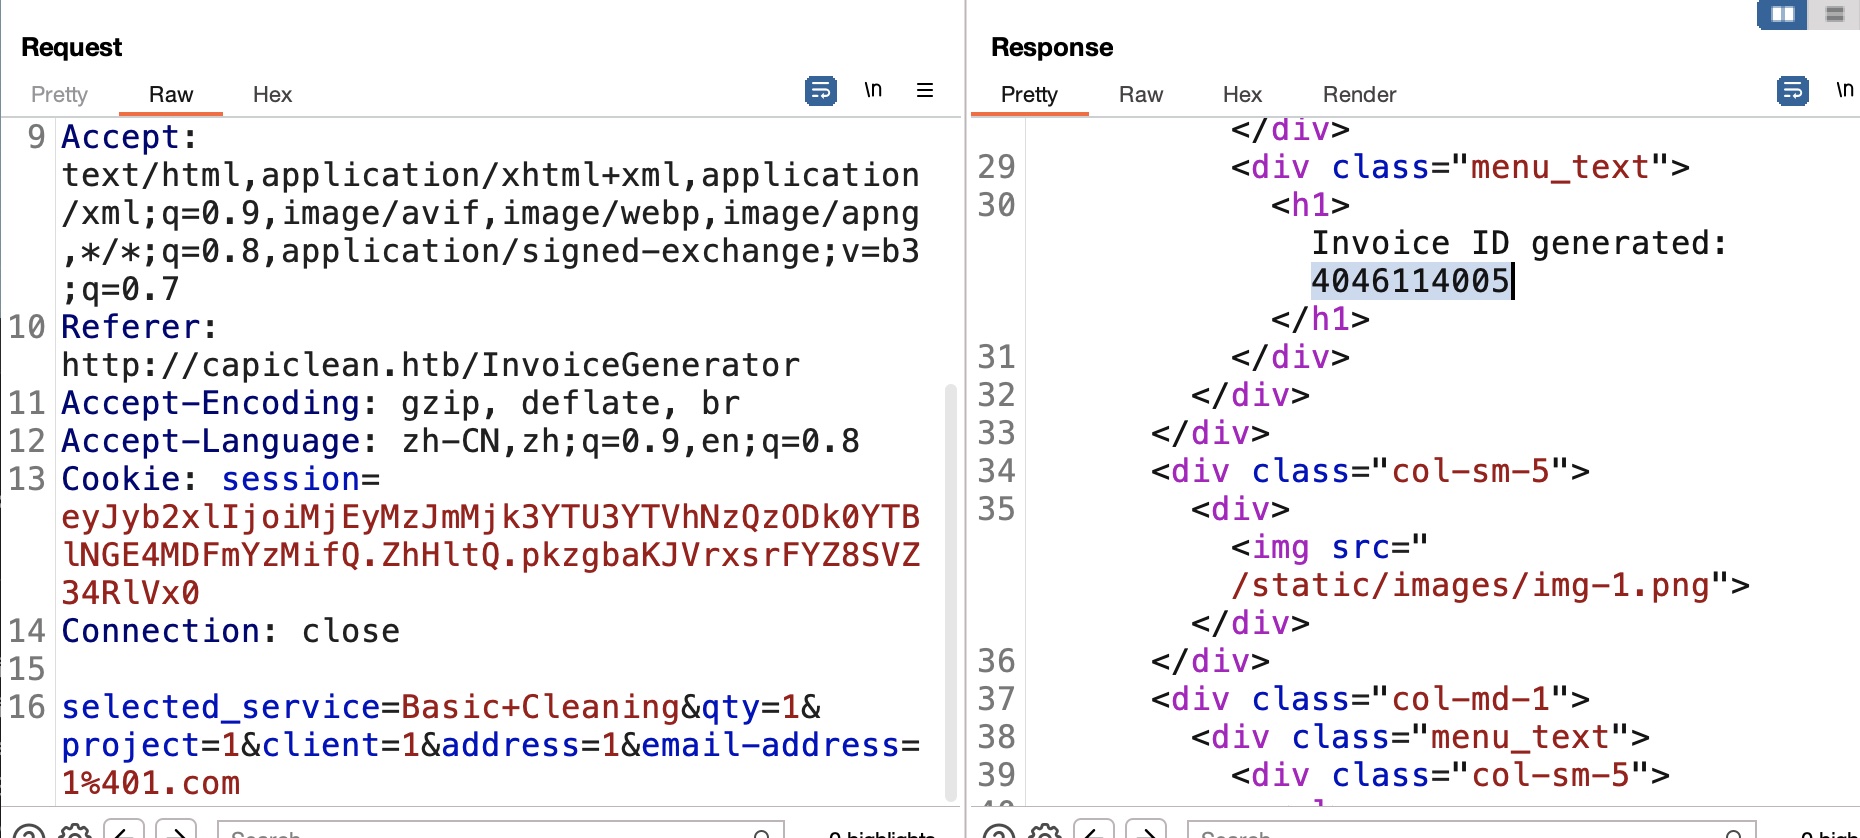 Request
Pretty Raw Hex \n
9 Accept:
text/html,application/xhtml+xml,application
/xml;q=0.9,image/avif,image/webp,image/apng
,*/*;q=0.8,application/signed-exchange;v=b3
;q=0.7
10 Referer:
http://capiclean.htb/InvoiceGenerator
11 Accept-Encoding: gzip, deflate, br
12 Accept-Language: zh-CN,zh;q=0.9,en;q=0.8
13 Cookie: session=
eyJyb2xlIjoiMjEyMzJmMjk3YTU3YTVhNzQzODk0YTB
lNGE4MDFmYzMifQ.ZhHltQ.pkzgbaKJVrxsrFYZ8SVZ
34RlVx0
14 Connection: close
15
16 selected_service=Basic+Cleaning&qty=1&
project=1&client=1&address=1&email-address=
1%401.com
Search
0 highlights
Response
Pretty Raw Hex Render \n
</div>
29 <div class="menu_text">
30 <h1>
Invoice ID generated:
4046114005
</h1>
31 </div>
32 </div>
33 </div>
34 <div class="col-sm-5">
35 <div>
<img src="
/static/images/img-1.png">
</div>
36 </div>
37 <div class="col-md-1">
38 <div class="menu_text">
39 <div class="col-sm-5">
Search